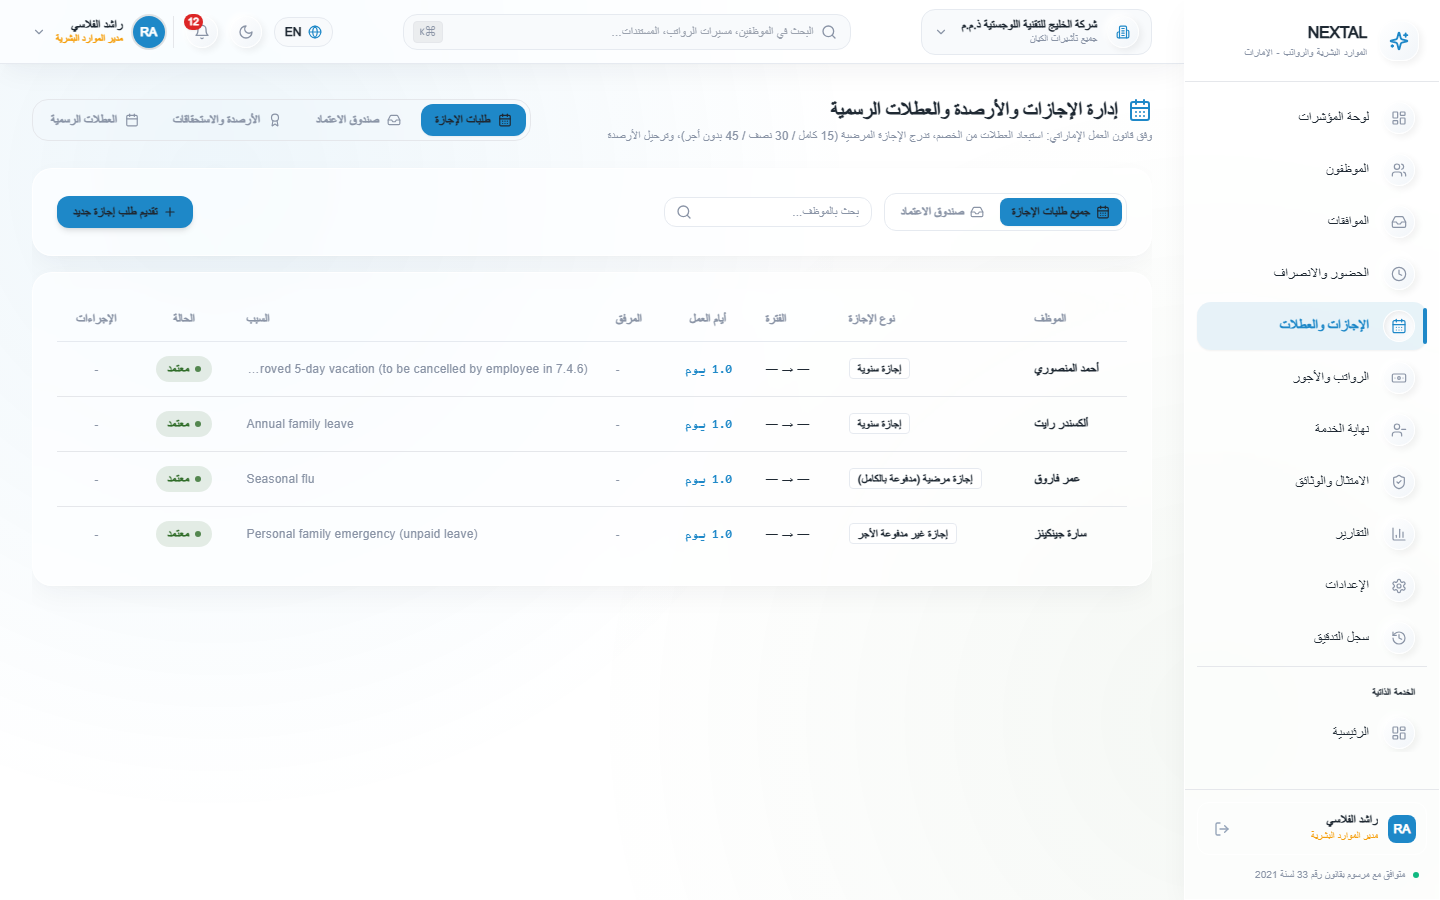 NEXTAL
الموارد البشرية والرواتب - الإمارات
شركة الخليج للتقنية اللوجستية ذ.م.م
جميع تأشيرات الكيان
البحث في الموظفين، مسيرات الرواتب، المستندات...
⌘K
EN
12
RA
راشد الفلاسي
مدير الموارد البشرية
لوحة المؤشرات
الموظفون
الموافقات
الحضور والانصراف
الإجازات والعطلات
الرواتب والأجور
نهاية الخدمة
الامتثال والوثائق
التقارير
الإعدادات
سجل التدقيق
الخدمة الذاتية
الرئيسية
RA
راشد الفلاسي
مدير الموارد البشرية
متوافق مع مرسوم بقانون رقم 33 لسنة 2021
إدارة الإجازات والأرصدة والعطلات الرسمية
وفق قانون العمل الإماراتي: استبعاد العطلات من الخصم، تدرج الإجازة المرضية (15 كامل / 30 نصف / 45 بدون أجر)، وترحيل الأرصدة
طلبات الإجازة
صندوق الاعتماد
الأرصدة والاستحقاقات
العطلات الرسمية
جميع طلبات الإجازة
صندوق الاعتماد
بحث بالموظف...
تقديم طلب إجازة جديد
الموظف نوع الإجازة الفترة أيام العمل المرفق السبب الحالة الإجراءات
أحمد المنصوري إجازة سنوية — → — 1.0 يوم - ...roved 5-day vacation (to be cancelled by employee in 7.4.6) معتمد -
ألكسندر رايت إجازة سنوية — → — 1.0 يوم - Annual family leave معتمد -
عمر فاروق إجازة مرضية (مدفوعة بالكامل) — → — 1.0 يوم - Seasonal flu معتمد -
سارة جينكينز إجازة غير مدفوعة الأجر — → — 1.0 يوم - Personal family emergency (unpaid leave) معتمد -